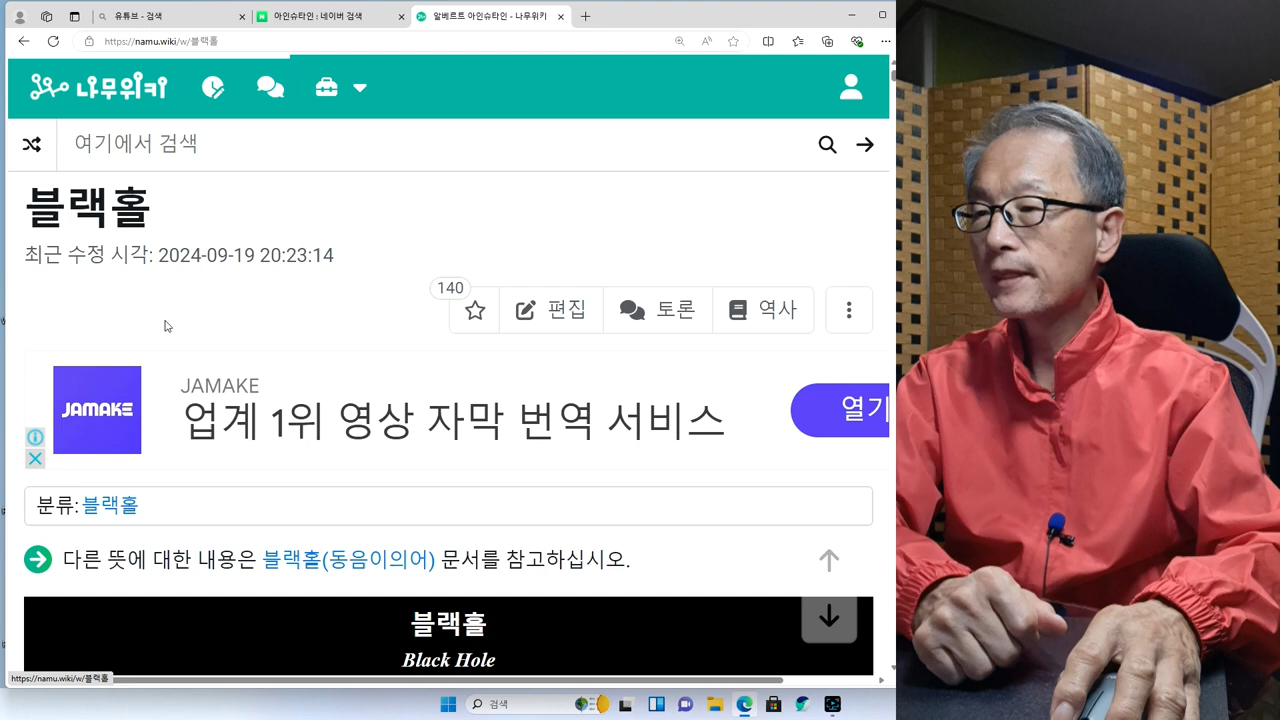 유튜브 - 검색
아인슈타인 : 네이버 검색
알베르트 아인슈타인 - 나무위키
https://namu.wiki/w/블랙홀
나무위키
여기에서 검색
블랙홀
최근 수정 시각: 2024-09-19 20:23:14
140
편집
토론
역사
JAMAKE
JAMAKE
업계 1위 영상 자막 번역 서비스
열기
분류: 블랙홀
다른 뜻에 대한 내용은 블랙홀(동음이의어) 문서를 참고하십시오.
블랙홀
Black Hole
https://namu.wiki/w/블랙홀
검색